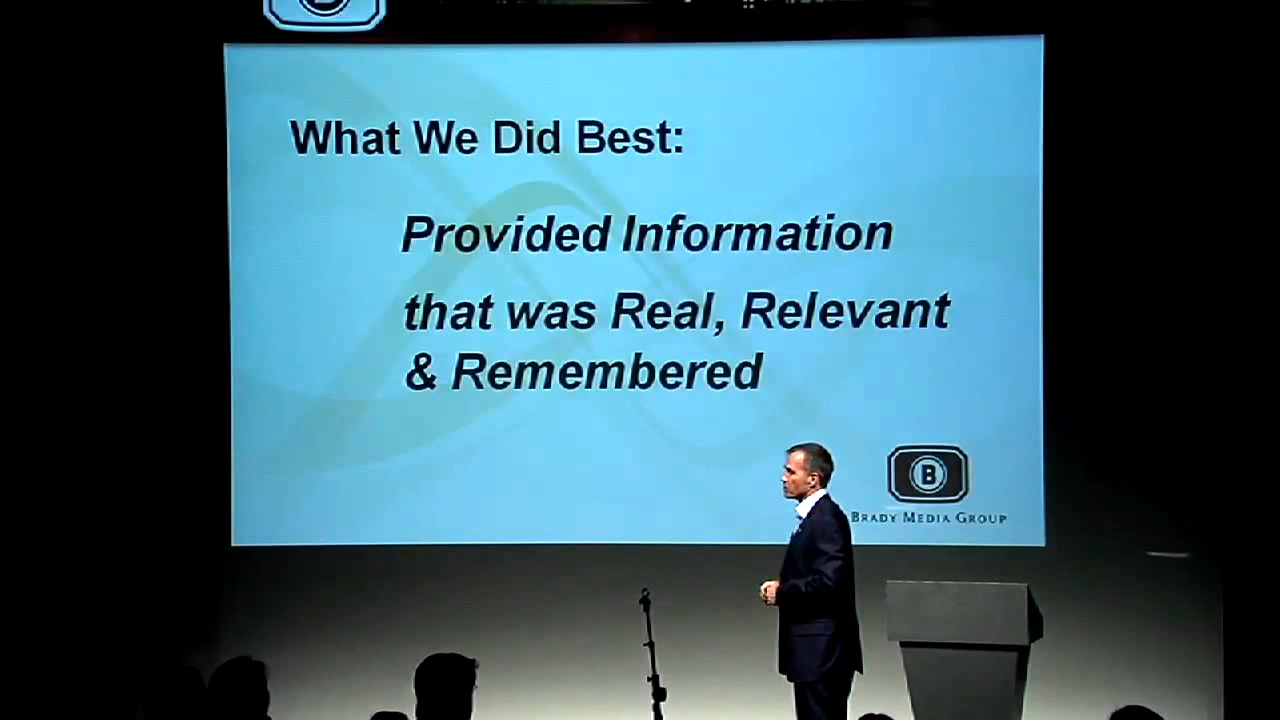 What We Did Best:
Provided Information
that was Real, Relevant
& Remembered
B
BRADY MEDIA GROUP